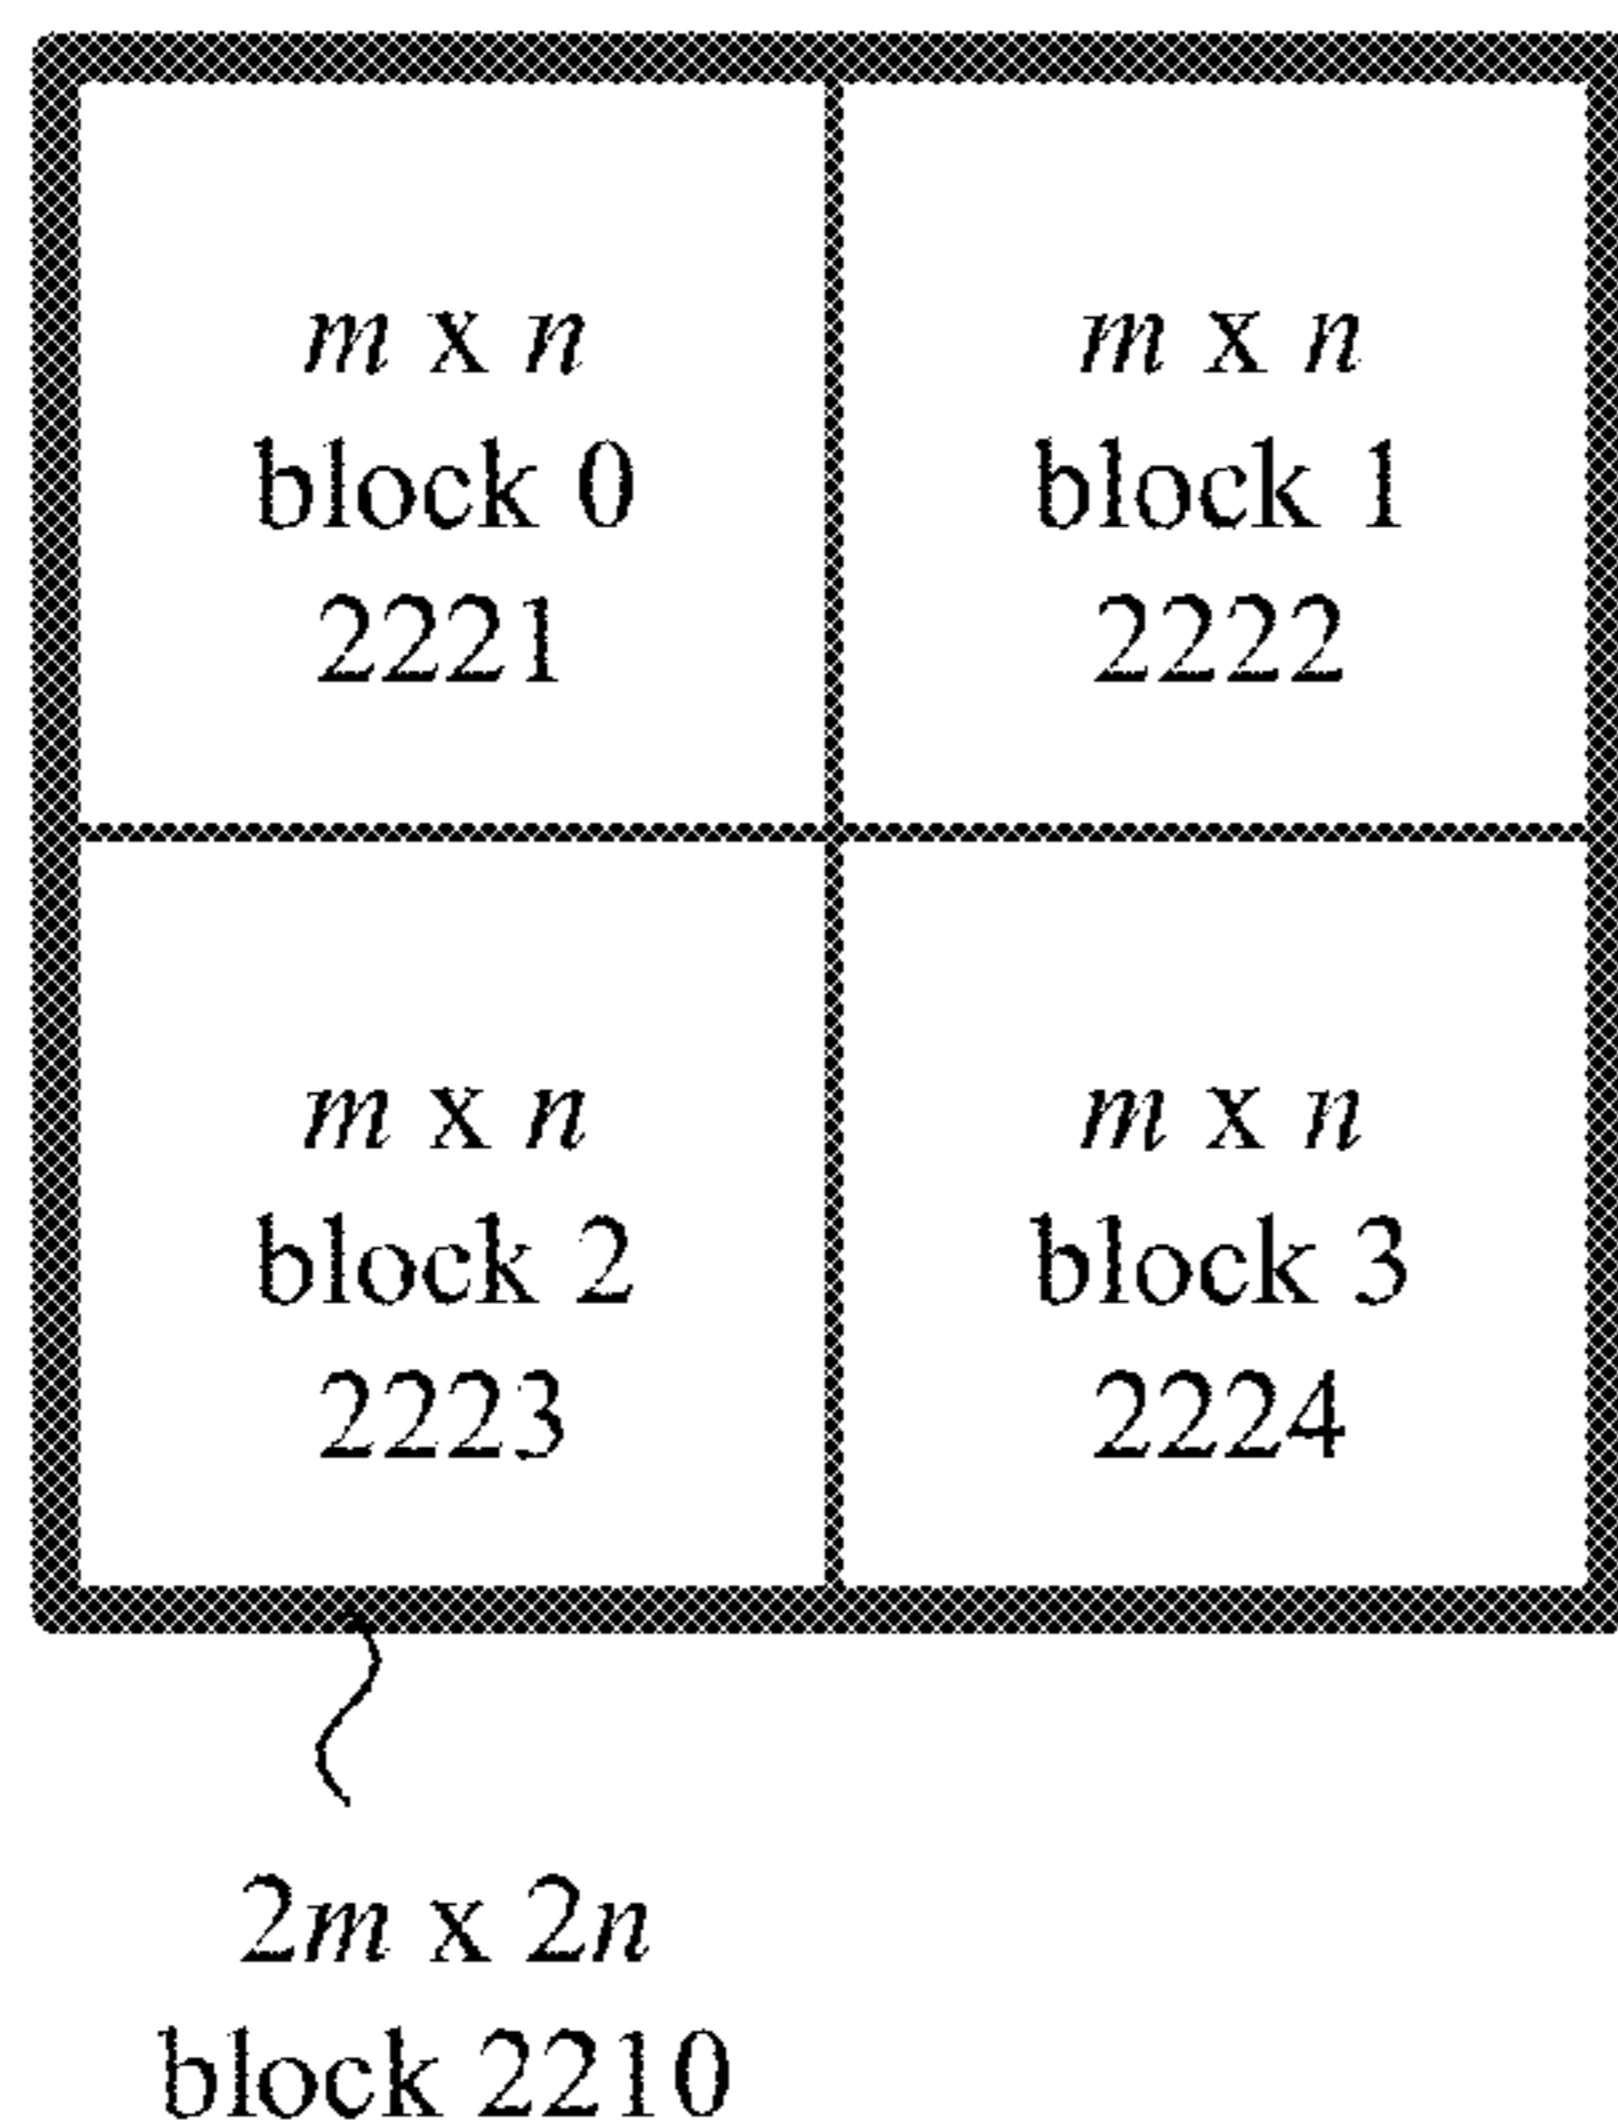 m x n
block 0
2221
m x n
block 1
2222
m x n
block 2
2223
m x n
block 3
2224
2m x 2n
block 2210